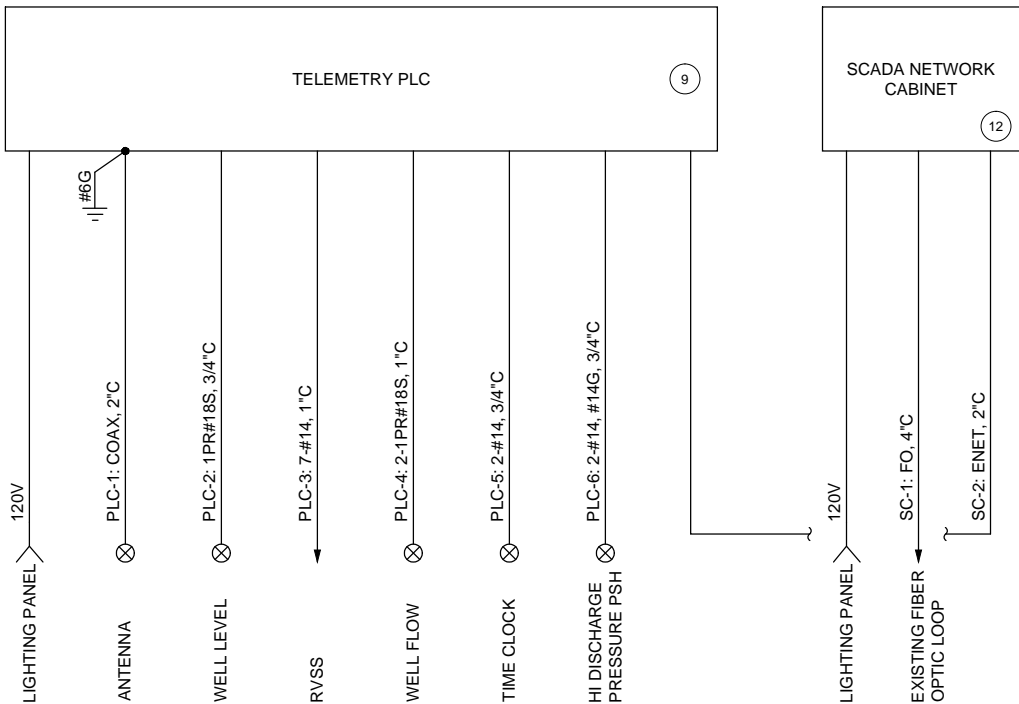 TELEMETRY PLC
9
SCADA NETWORK
CABINET
12
#6G
120V
PLC-1: COAX, 2"C
PLC-2: 1PR#18S, 3/4"C
PLC-3: 7-#14, 1"C
PLC-4: 2-1PR#18S, 1"C
PLC-5: 2-#14, 3/4"C
PLC-6: 2-#14, #14G, 3/4"C
120V
SC-1: FO, 4"C
SC-2: ENET, 2"C
LIGHTING PANEL
ANTENNA
WELL LEVEL
RVSS
WELL FLOW
TIME CLOCK
HI DISCHARGE
PRESSURE PSH
LIGHTING PANEL
EXISTING FIBER
OPTIC LOOP